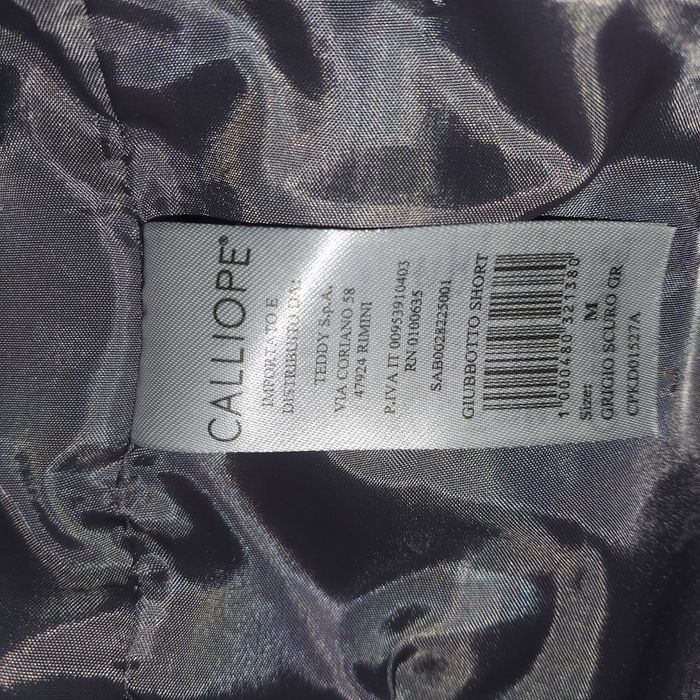 CALLIOPE®
IMPORTATO E
DISTRIBUITO DA:
TEDDY S.p.A.
VIA CORIANO 58
47924 RIMINI
P.IVA IT 00953910403
RN 0100635
SAB0028225001
GIUBBOTTO SHORT
1 000480 321380
Size: M
GRIGIO SCURO GR
CPKD01527A